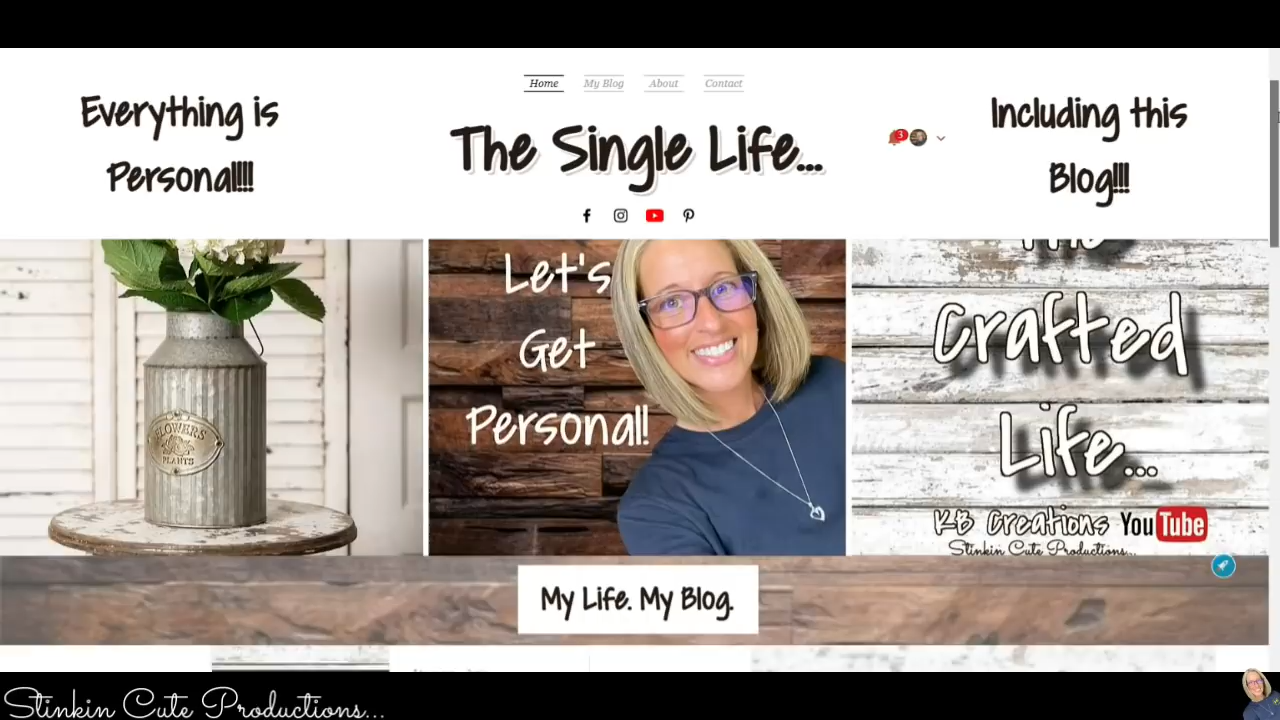 Home My Blog About Contact
Everything is
Personal!!!!
The Single Life...
3
Including this
Blog!!!
FLOWERS
PLANTS
Let's
Get
Personal!
The
Crafted
Life...
KB Creations YouTube
Stinkin Cute Productions...
My Life. My Blog.
Stinkin Cute Productions...